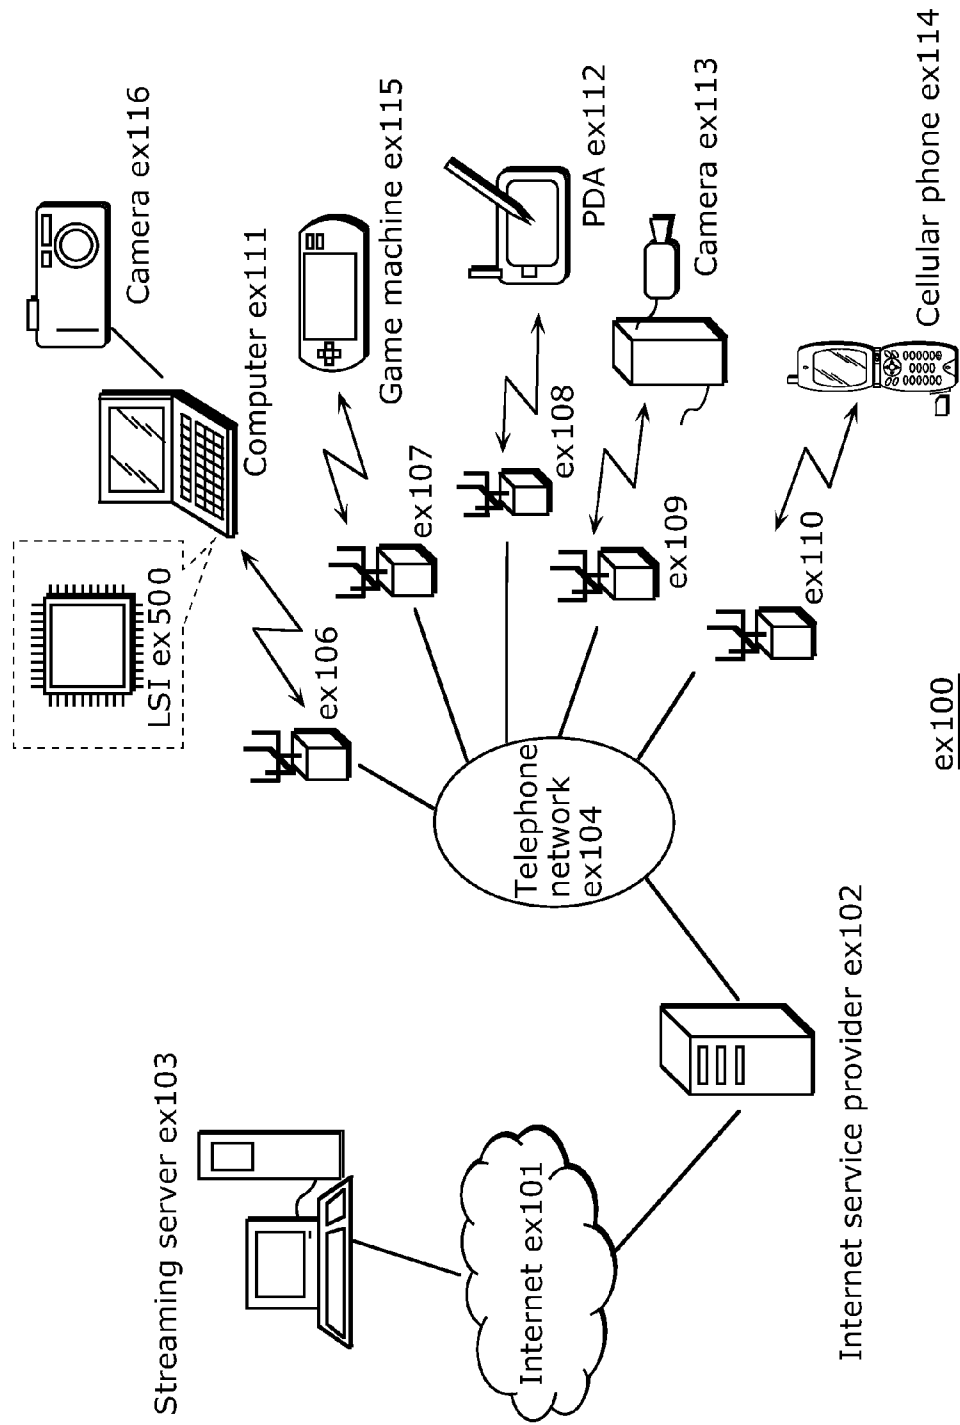 Camera ex116
LSI ex500
Computer ex111
Streaming server ex103
ex106
Game machine ex115
ex107
Internet ex101
Telephone
network
ex104
ex108
PDA ex112
ex109
Camera ex113
Internet service provider ex102
ex110
Cellular phone ex114
ex100